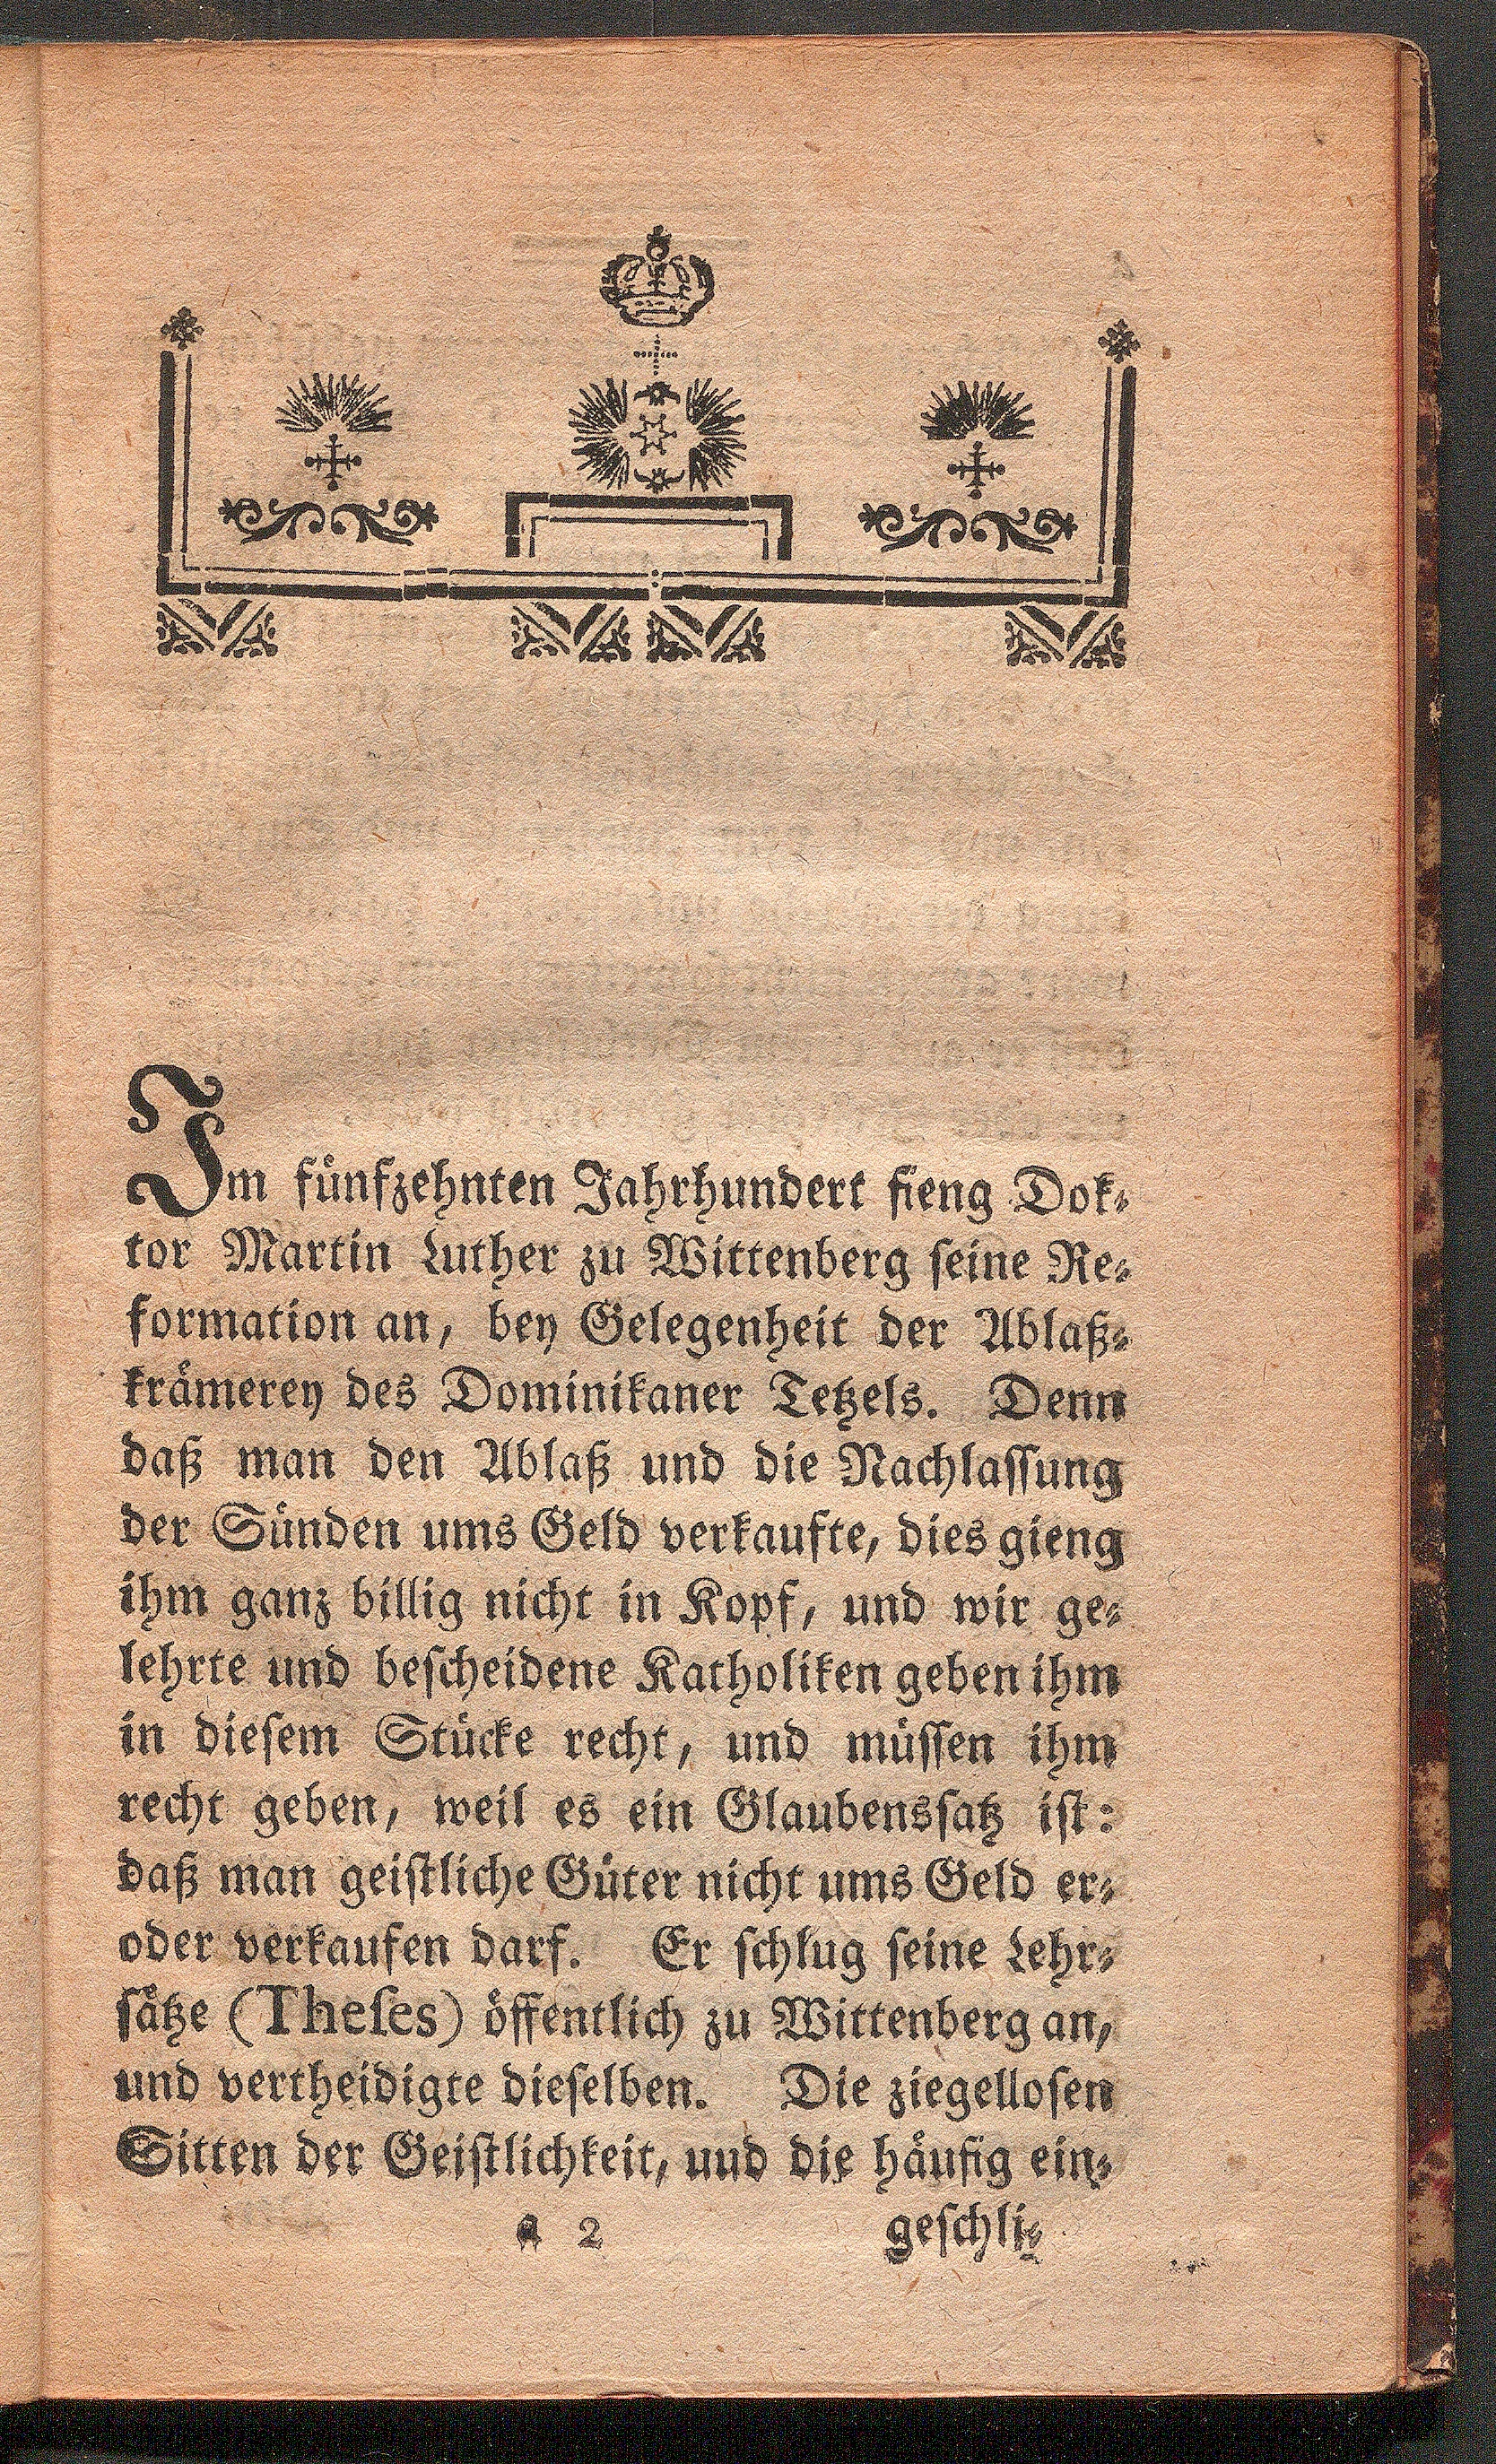 Im fünfzehnten Jahrhundert fieng Dok-
tor Martin Luther zu Wittenberg seine Re-
formation an, bey Gelegenheit der Ablaß-
krämerey des Dominikaner Tetzels. Denn
daß man den Ablaß und die Nachlassung
der Sünden ums Geld verkaufte, dies gieng
ihm ganz billig nicht in Kopf, und wir ge-
lehrte und bescheidene Katholiken geben ihm
in diesem Stücke recht, und müssen ihm
recht geben, weil es ein Glaubenssatz ist:
daß man geistliche Güter nicht ums Geld er-
oder verkaufen darf. Er schlug seine Lehr-
sätze (Theses) öffentlich zu Wittenberg an,
und vertheidigte dieselben. Die ziegellosen
Sitten der Geistlichkeit, uud die häufig ein-
a 2 geschli-